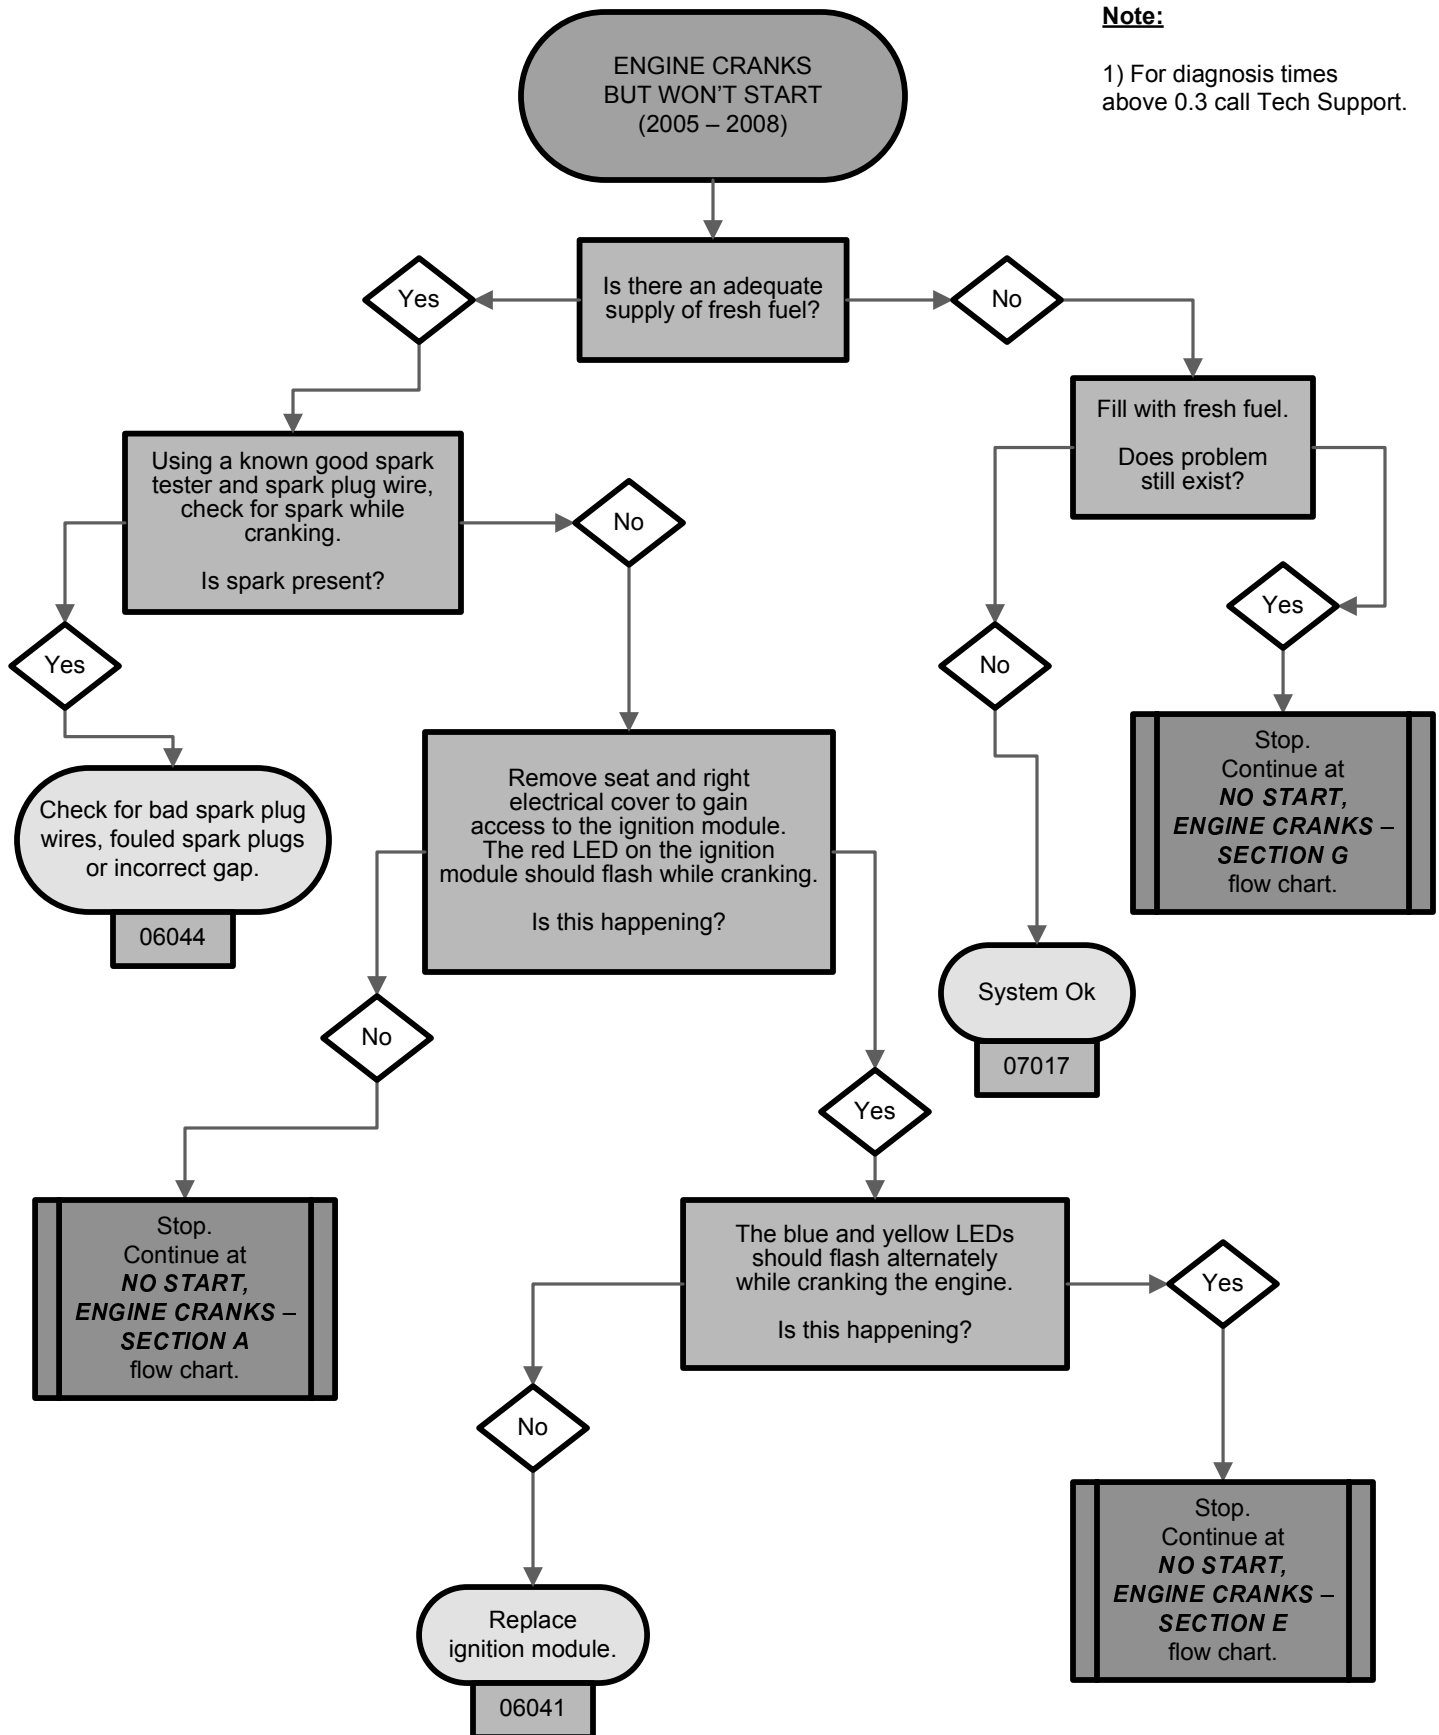 Note:
1) For diagnosis times
above 0.3 call Tech Support.
ENGINE CRANKS
BUT WON’T START
(2005 – 2008)
Is there an adequate
supply of fresh fuel?
Yes
No
Fill with fresh fuel.
Does problem
still exist?
Using a known good spark
tester and spark plug wire,
check for spark while
cranking.
Is spark present?
No
Yes
Yes
No
Stop.
Continue at
NO START,
ENGINE CRANKS –
SECTION G
flow chart.
Check for bad spark plug
wires, fouled spark plugs
or incorrect gap.
06044
Remove seat and right
electrical cover to gain
access to the ignition module.
The red LED on the ignition
module should flash while cranking.
Is this happening?
System Ok
07017
No
Yes
Stop.
Continue at
NO START,
ENGINE CRANKS –
SECTION A
flow chart.
The blue and yellow LEDs
should flash alternately
while cranking the engine.
Is this happening?
Yes
No
Stop.
Continue at
NO START,
ENGINE CRANKS –
SECTION E
flow chart.
Replace
ignition module.
06041